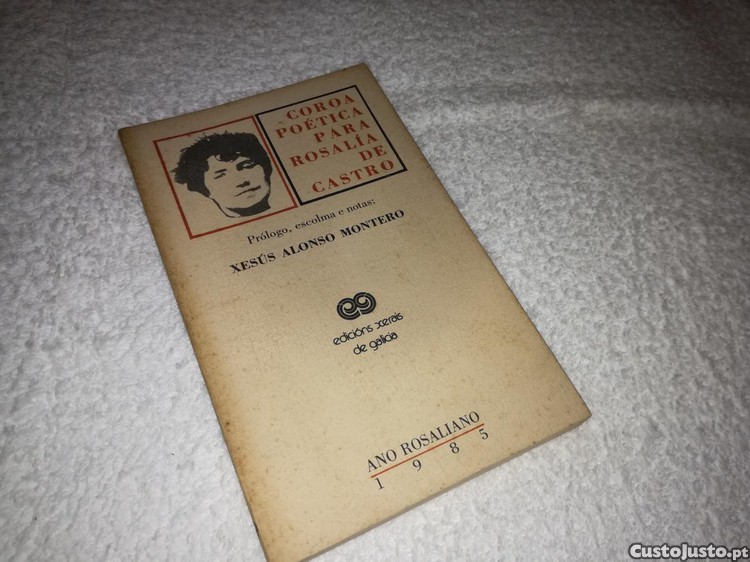 COROA
POÉTICA
PARA
ROSALÍA
DE
CASTRO
Prólogo, escolma e notas:
XESÚS ALONSO MONTERO
edicións xerais
de galicia
ANO ROSALIANO
1985
CustoJusto.pt